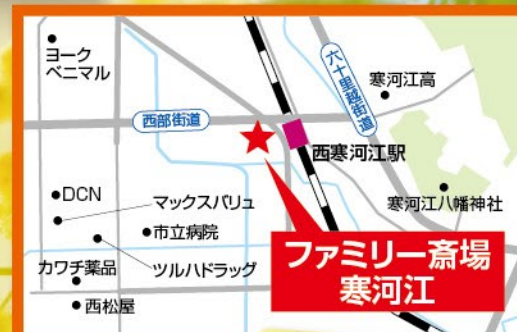 ヨーク
ベニマル
六十里越街道
寒河江高
西部街道
西寒河江駅
DCN
マックスバリュ
寒河江八幡神社
市立病院
カワチ薬品
ツルハドラッグ
西松屋
ファミリー斎場
寒河江